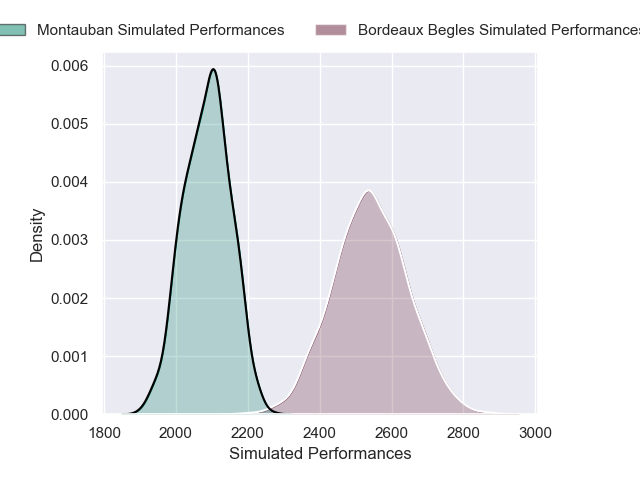 Montauban Simulated Performances
Bordeaux Begles Simulated Performances
0.006
0.005
0.004
0.003
0.002
0.001
0.000
Density
1800 2000 2200 2400 2600 2800 3000
Simulated Performances